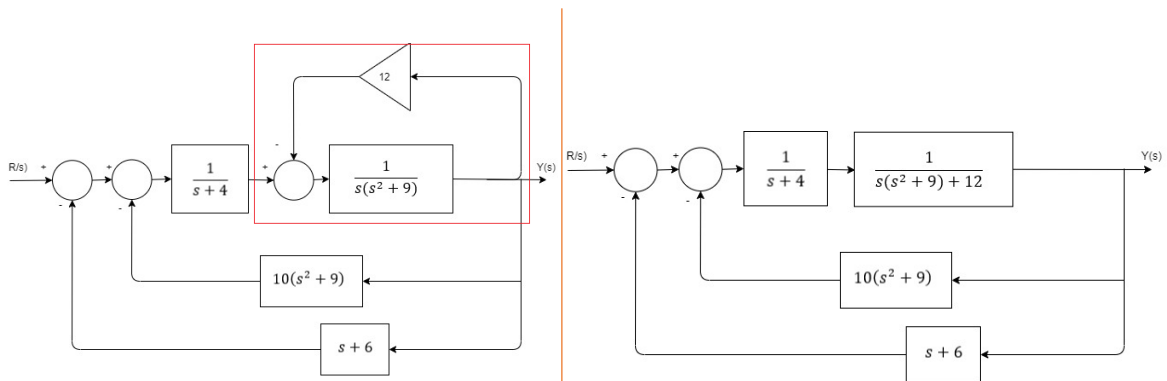 12
R/s)
+
+
+
-
-
-
1
s + 4
1
s(s² + 9)
Y(s)
10(s² + 9)
s + 6
R/s)
+
+
-
-
1
s + 4
1
s(s² + 9) + 12
Y(s)
10(s² + 9)
s + 6